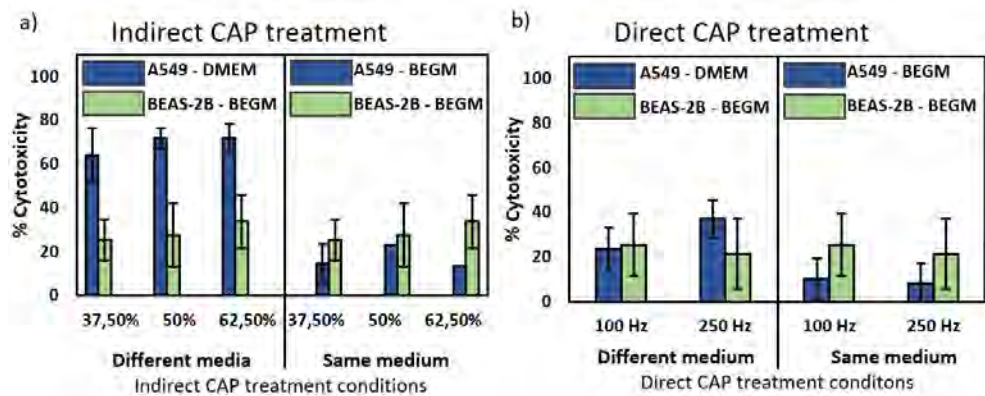 a)
Indirect CAP treatment
100
80
60
40
20
0
% Cytotoxicity
A549 - DMEM
BEAS-2B - BEGM
A549 - BEGM
BEAS-2B - BEGM
37,50% 50% 62,50% 37,50% 50% 62,50%
Different media Same medium
Indirect CAP treatment conditions
b)
Direct CAP treatment
100
80
60
40
20
0
% Cytotoxicity
A549 - DMEM
BEAS-2B - BEGM
A549 - BEGM
BEAS-2B - BEGM
100 Hz 250 Hz 100 Hz 250 Hz
Different medium Same medium
Direct CAP treatment conditons